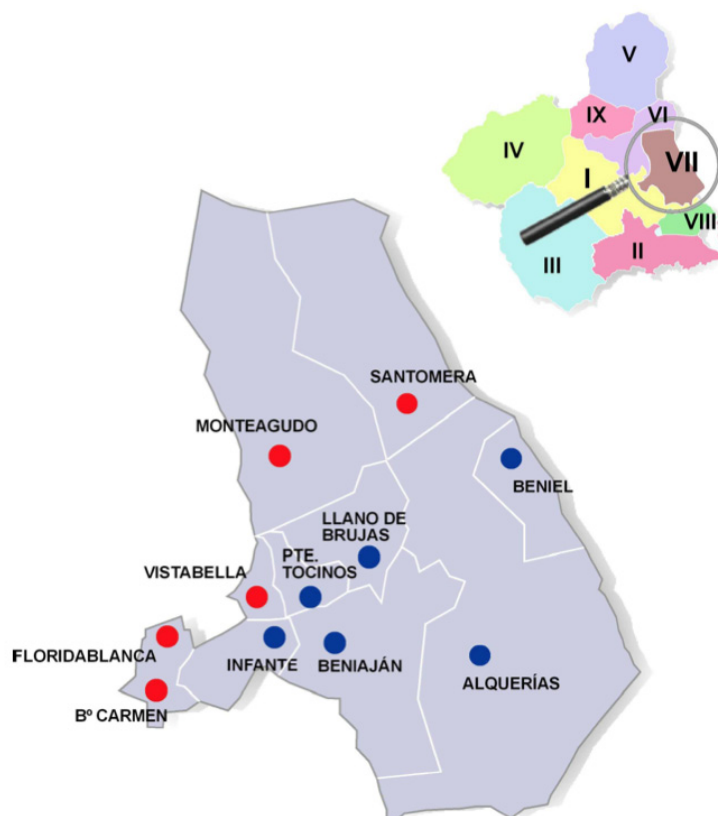 V
IX
VI
IV
VII
I
VIII
III
II
SANTOMERA
MONTEAGUDO
BENIEL
LLANO DE
BRUJAS
PTE.
TOCINOS
VISTABELLA
FLORIDABLANCA
INFANTE
BENIAJÁN
ALQUERÍAS
Bº CARMEN